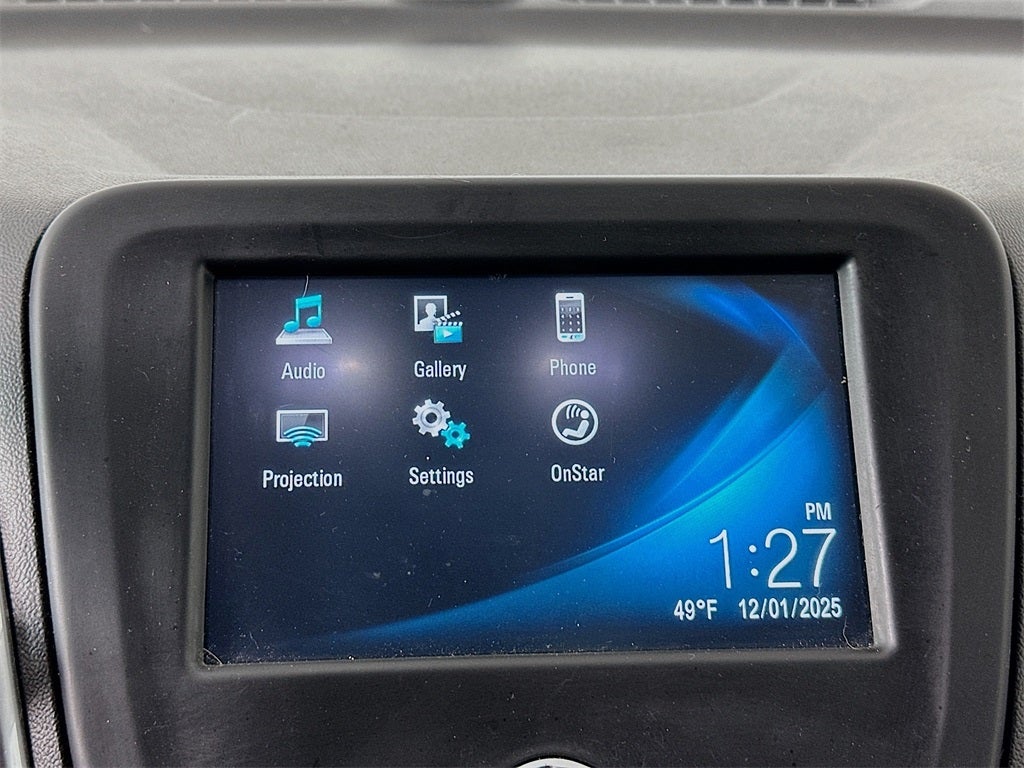 Audio Gallery Phone
Projection Settings OnStar
PM
1:27
49°F 12/01/2025